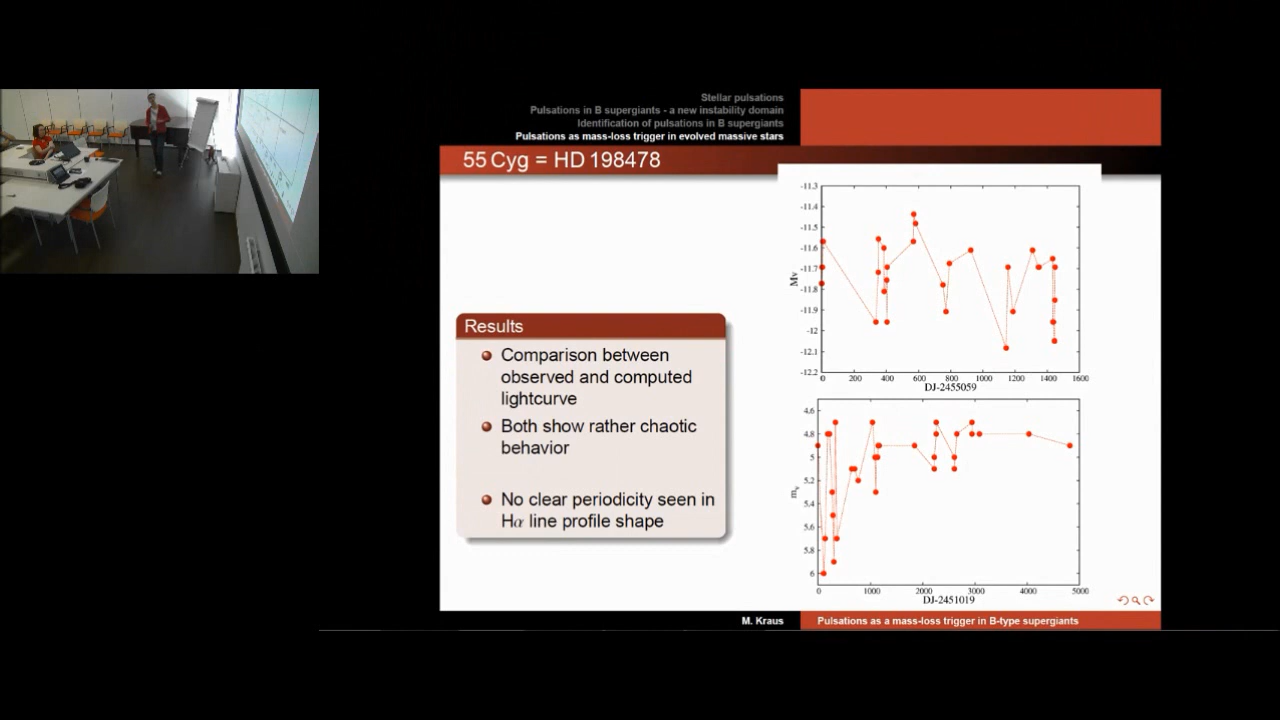 Stellar pulsations
Pulsations in B supergiants - a new instability domain
Identification of pulsations in B supergiants
Pulsations as mass-loss trigger in evolved massive stars
55 Cyg = HD 198478
-11.3
-11.4
-11.5
-11.6
-11.7
-11.8
-11.9
-12
-12.1
-12.2
Mv
0 200 400 600 800 1000 1200 1400 1600
DJ-2455059
Results
Comparison between
observed and computed
lightcurve
Both show rather chaotic
behavior
No clear periodicity seen in
Hα line profile shape
4.6
4.8
5
5.2
5.4
5.6
5.8
6
mv
0 1000 2000 3000 4000 5000
DJ-2451019
M. Kraus
Pulsations as a mass-loss trigger in B-type supergiants